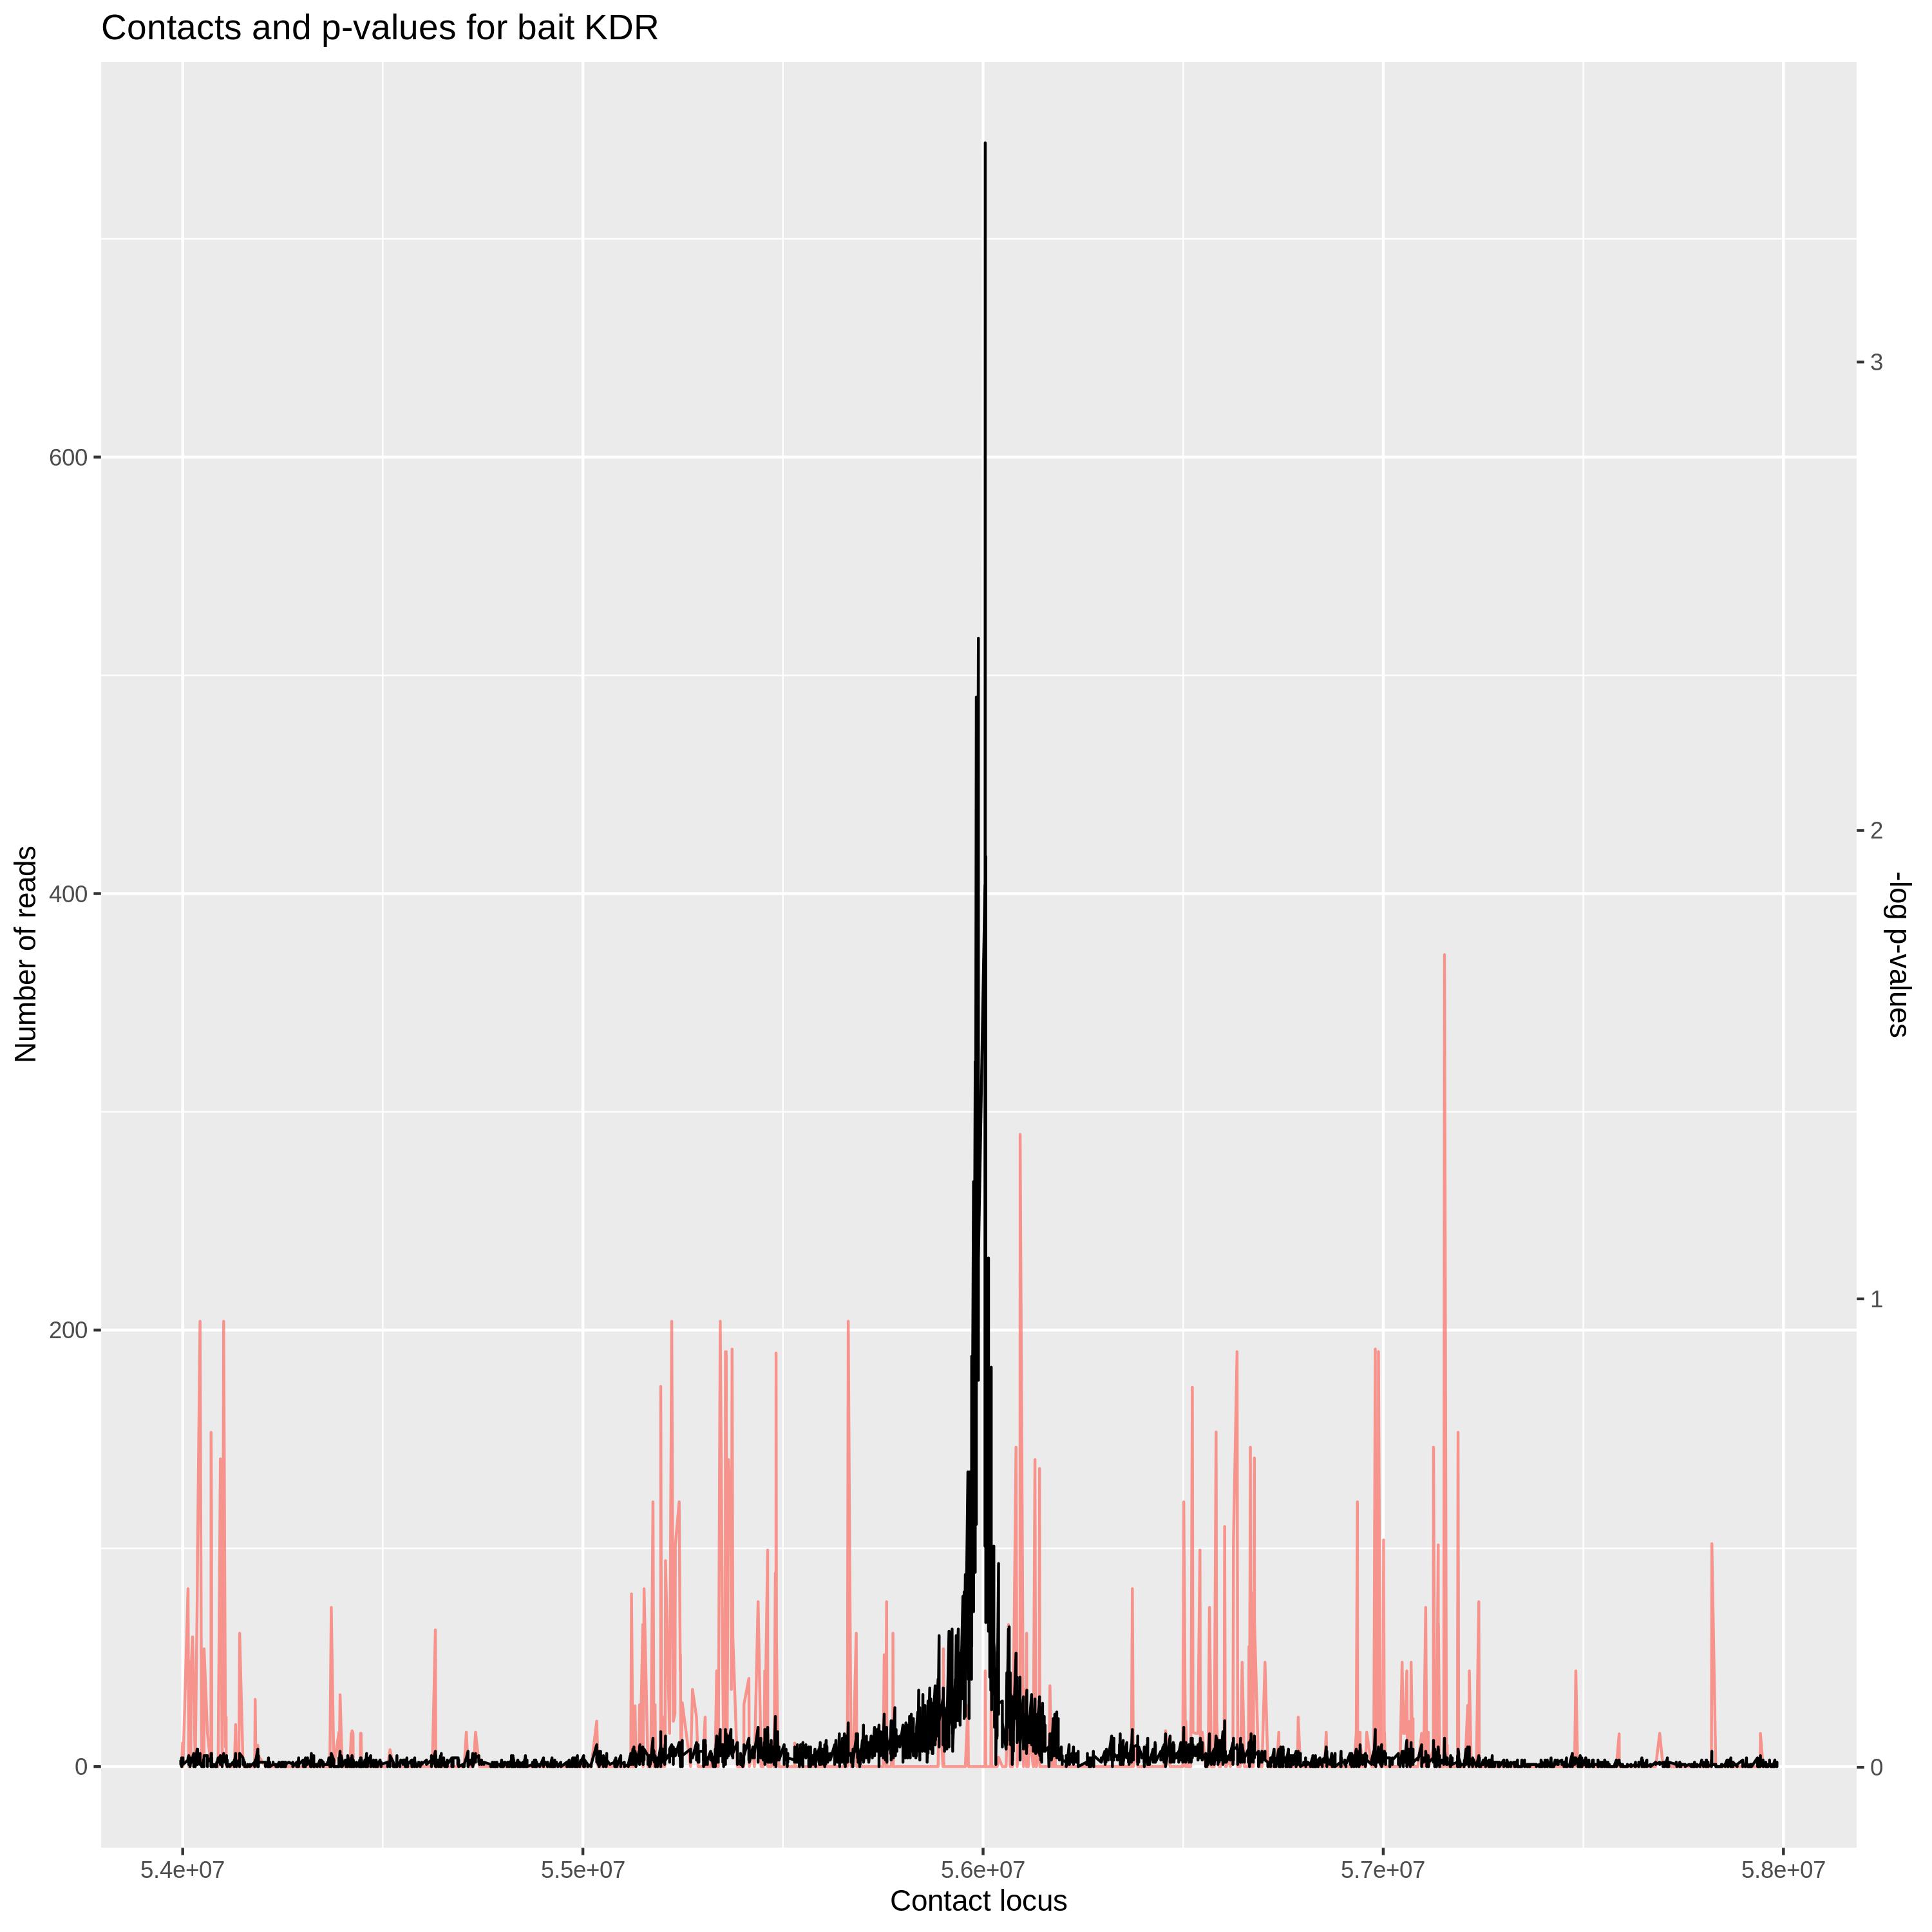 Contacts and p-values for bait KDR
600
400
200
0
Number of reads
3
2
1
0
-log p-values
5.4e+07
5.5e+07
5.6e+07
5.7e+07
5.8e+07
Contact locus